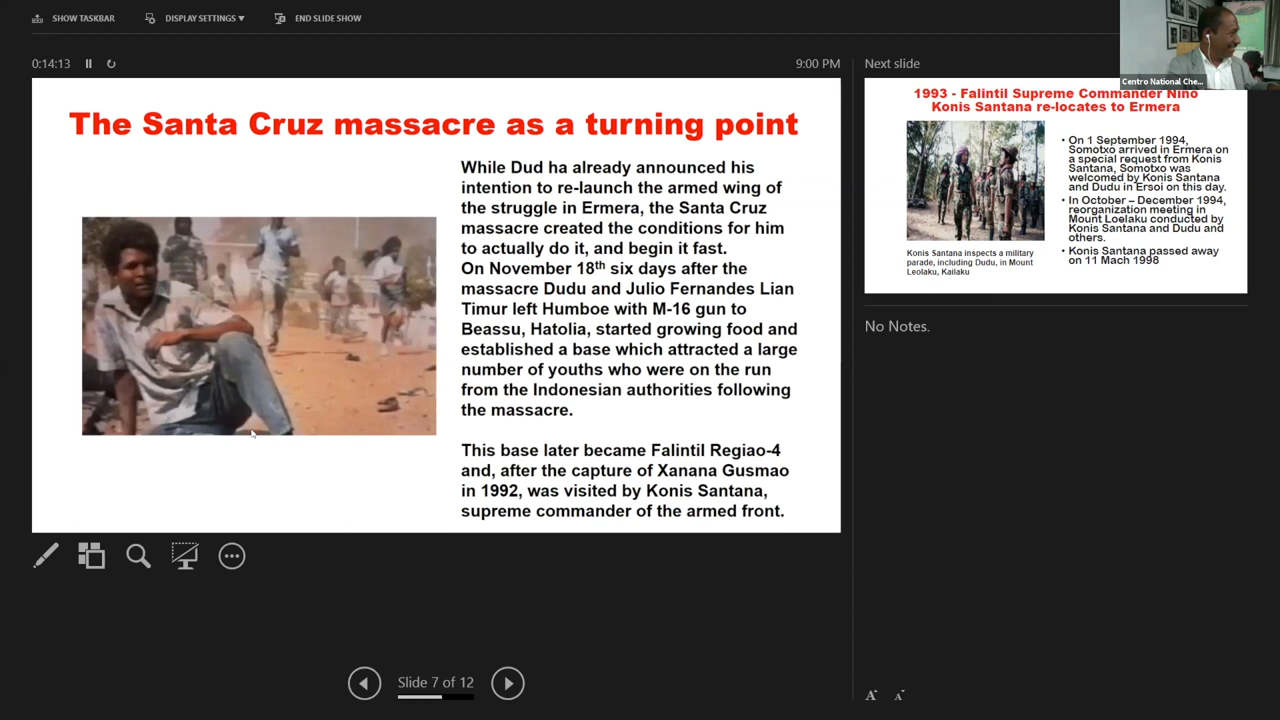 SHOW TASKBAR
DISPLAY SETTINGS ▼
END SLIDE SHOW
0:14:13
9:00 PM
The Santa Cruz massacre as a turning point
While Dud ha already announced his
intention to re-launch the armed wing of
the struggle in Ermera, the Santa Cruz
massacre created the conditions for him
to actually do it, and begin it fast.
On November 18th six days after the
massacre Dudu and Julio Fernandes Lian
Timur left Humboe with M-16 gun to
Beassu, Hatolia, started growing food and
established a base which attracted a large
number of youths who were on the run
from the Indonesian authorities following
the massacre.
This base later became Falintil Regiao-4
and, after the capture of Xanana Gusmao
in 1992, was visited by Konis Santana,
supreme commander of the armed front.
Slide 7 of 12
Next slide
Centro National Che...
1993 - Falintil Supreme Commander Nino
Konis Santana re-locates to Ermera
• On 1 September 1994,
Somotxo arrived in Ermera on
a special request from Konis
Santana, Somotxo was
welcomed by Konis Santana
and Dudu in Ersoi on this day.
• In October – December 1994,
reorganization meeting in
Mount Loelaku conducted by
Konis Santana and Dudu and
others.
• Konis Santana passed away
on 11 Mach 1998
Konis Santana inspects a military
parade, including Dudu, in Mount
Leolaku, Kailaku
No Notes.
A A